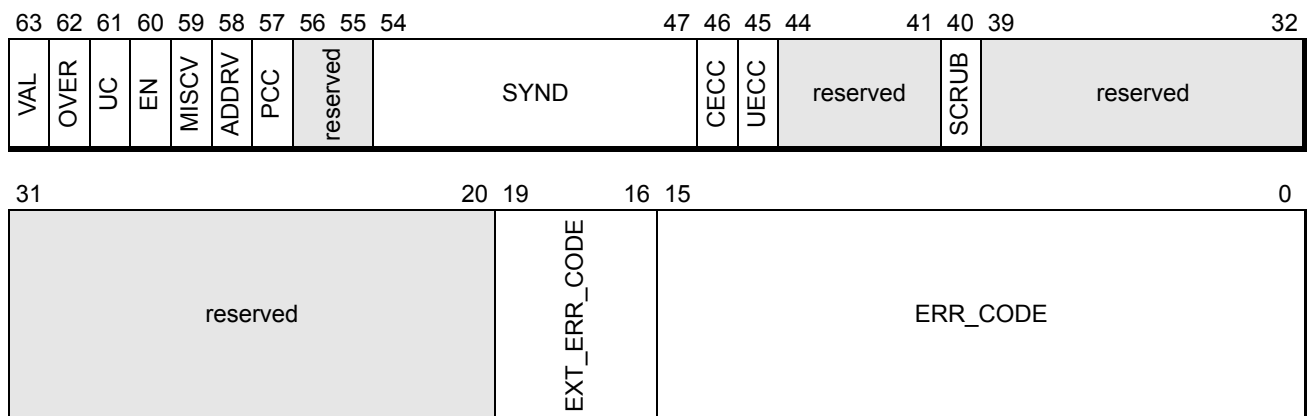 63 62 61 60 59 58 57 56 55 54 47 46 45 44 41 40 39 32
VAL OVER UC EN MISCV ADDRV PCC reserved SYND CECC UECC reserved SCRUB reserved
31 20 19 16 15 0
reserved EXT_ERR_CODE ERR_CODE